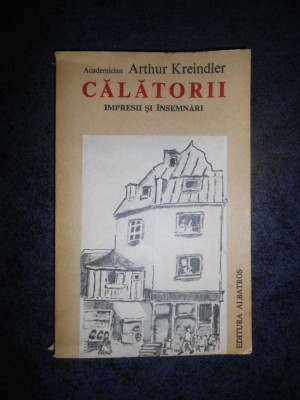 Academician Arthur Kreindler
CĂLĂTORII
IMPRESII ŞI ÎNSEMNĂRI
EDITURA ALBATROS